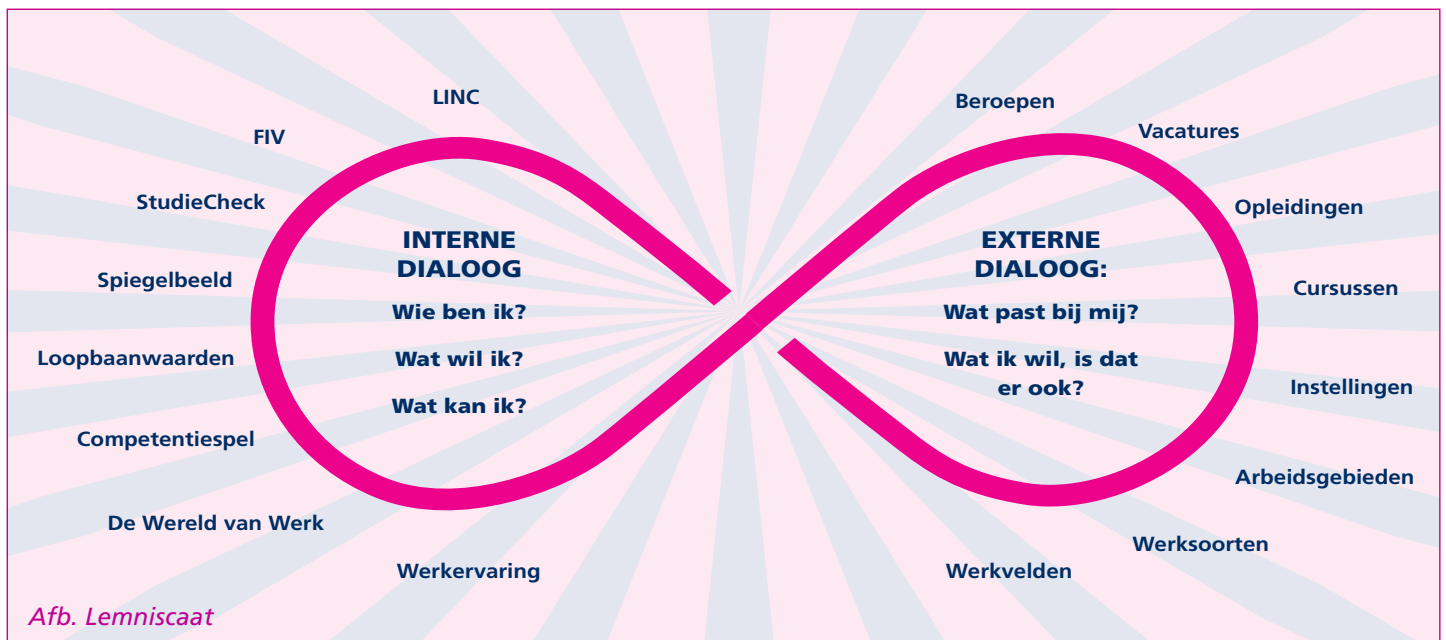 LINC
FIV
StudieCheck
Spiegelbeeld
Loopbaanwaarden
Competentiespel
De Wereld van Werk
Werkervaring
INTERNE
DIALOOG
Wie ben ik?
Wat wil ik?
Wat kan ik?
EXTERNE
DIALOOG:
Wat past bij mij?
Wat ik wil, is dat
er ook?
Beroepen
Vacatures
Opleidingen
Cursussen
Instellingen
Arbeidsgebieden
Werksoorten
Werkvelden
Afb. Lemniscaat